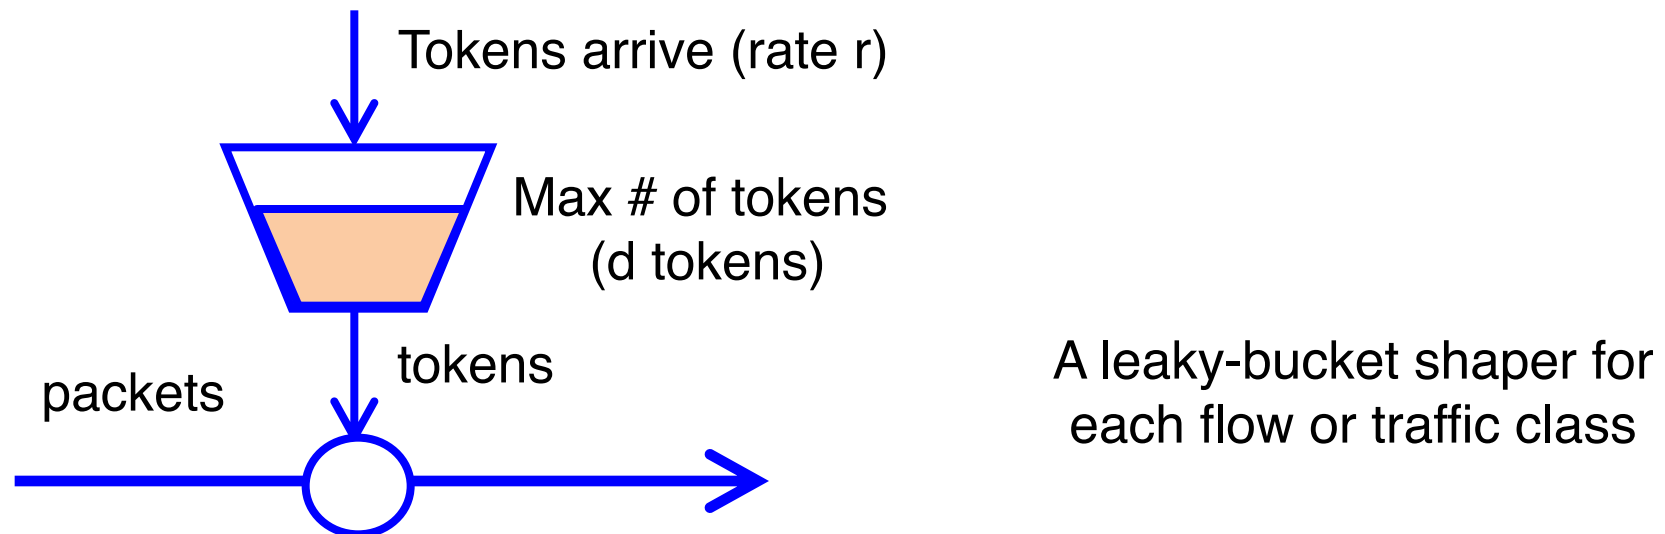 Tokens arrive (rate r)
Max # of tokens
(d tokens)
tokens
packets
A leaky-bucket shaper for
each flow or traffic class